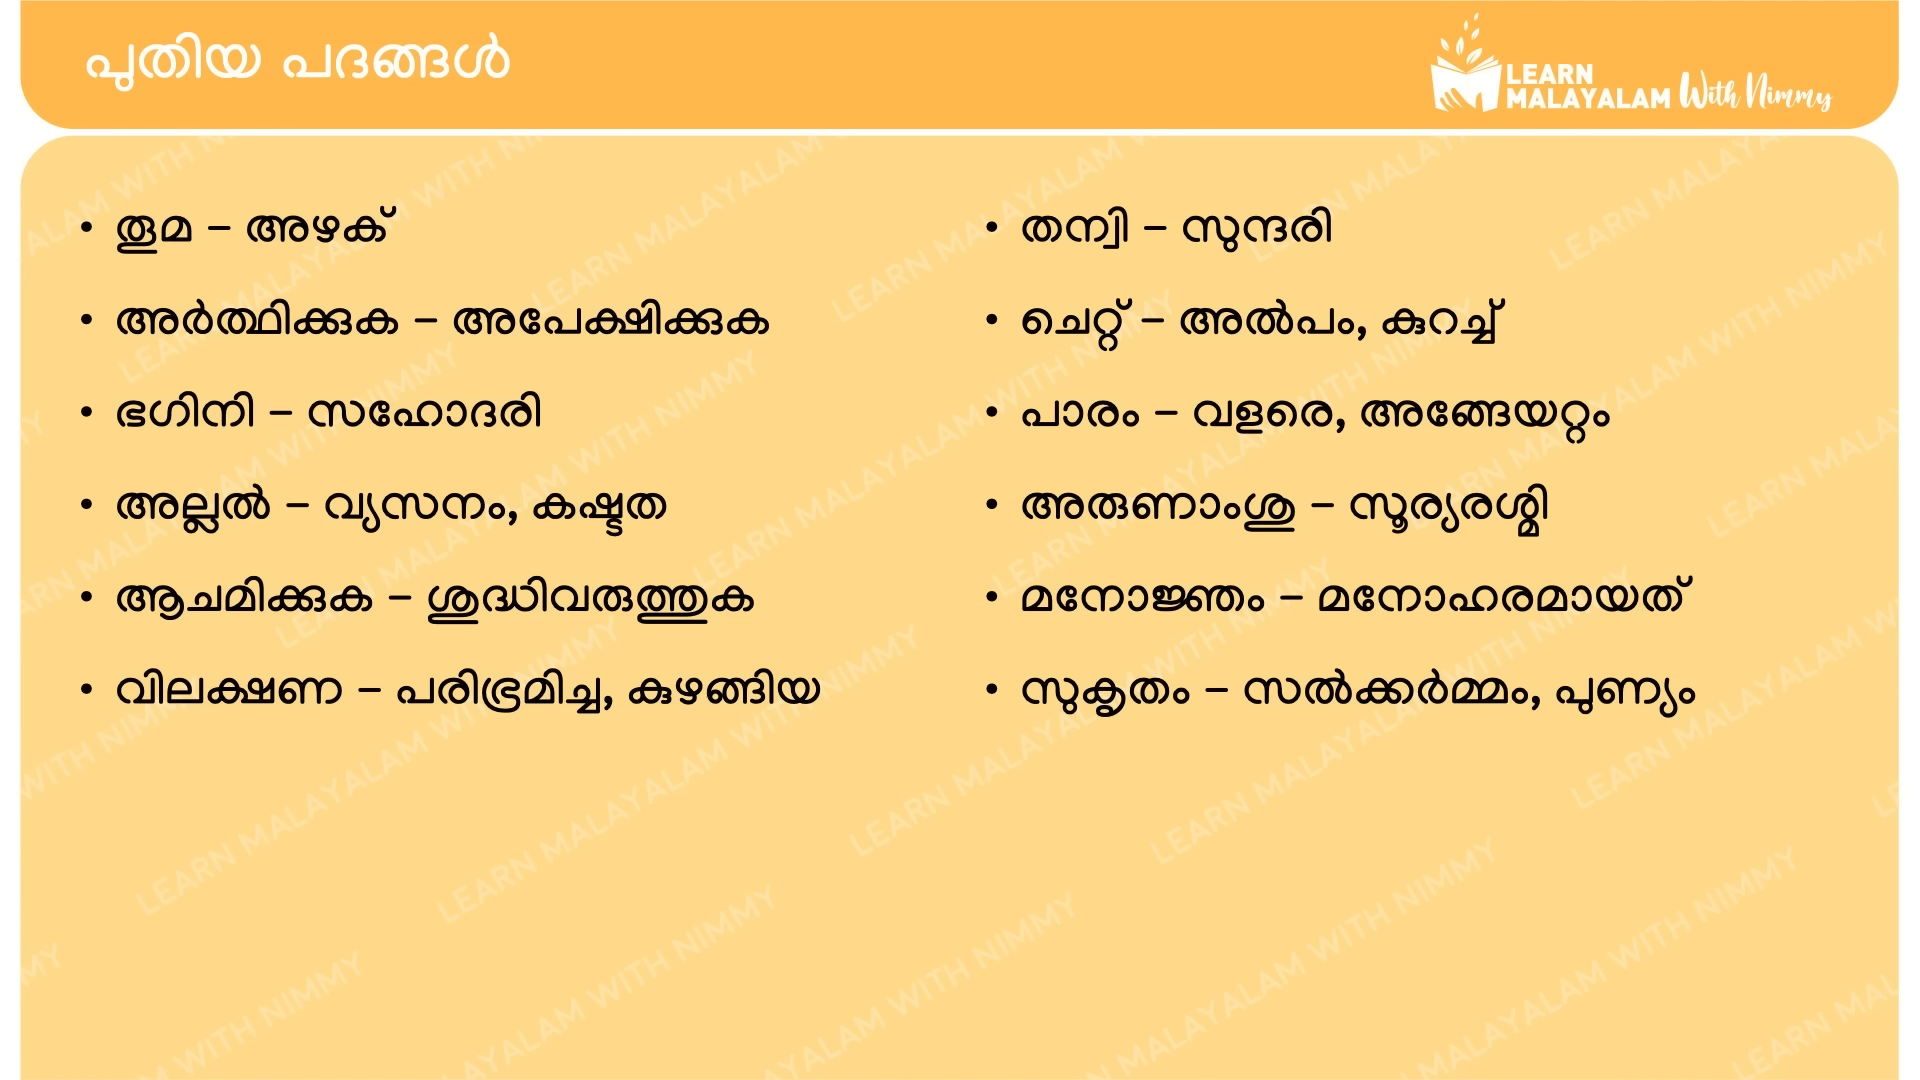 പുതിയ പദങ്ങൾ
LEARN
MALAYALAM With Nimmy
• തൂമ – അഴക്
• അർത്ഥിക്കുക – അപേക്ഷിക്കുക
• ഭഗിനി – സഹോദരി
• അല്ലൽ – വ്യസനം, കഷ്ടത
• ആചമിക്കുക – ശുദ്ധിവരുത്തുക
• വിലക്ഷണ – പരിഭ്രമിച്ച, കുഴങ്ങിയ
• തന്വി – സുന്ദരി
• ചെറ്റ് – അൽപം, കുറച്ച്
• പാരം – വളരെ, അങ്ങേയറ്റം
• അരുണാംശു – സൂര്യരശ്മി
• മനോജ്ഞം – മനോഹരമായത്
• സുകൃതം – സൽക്കർമ്മം, പുണ്യം